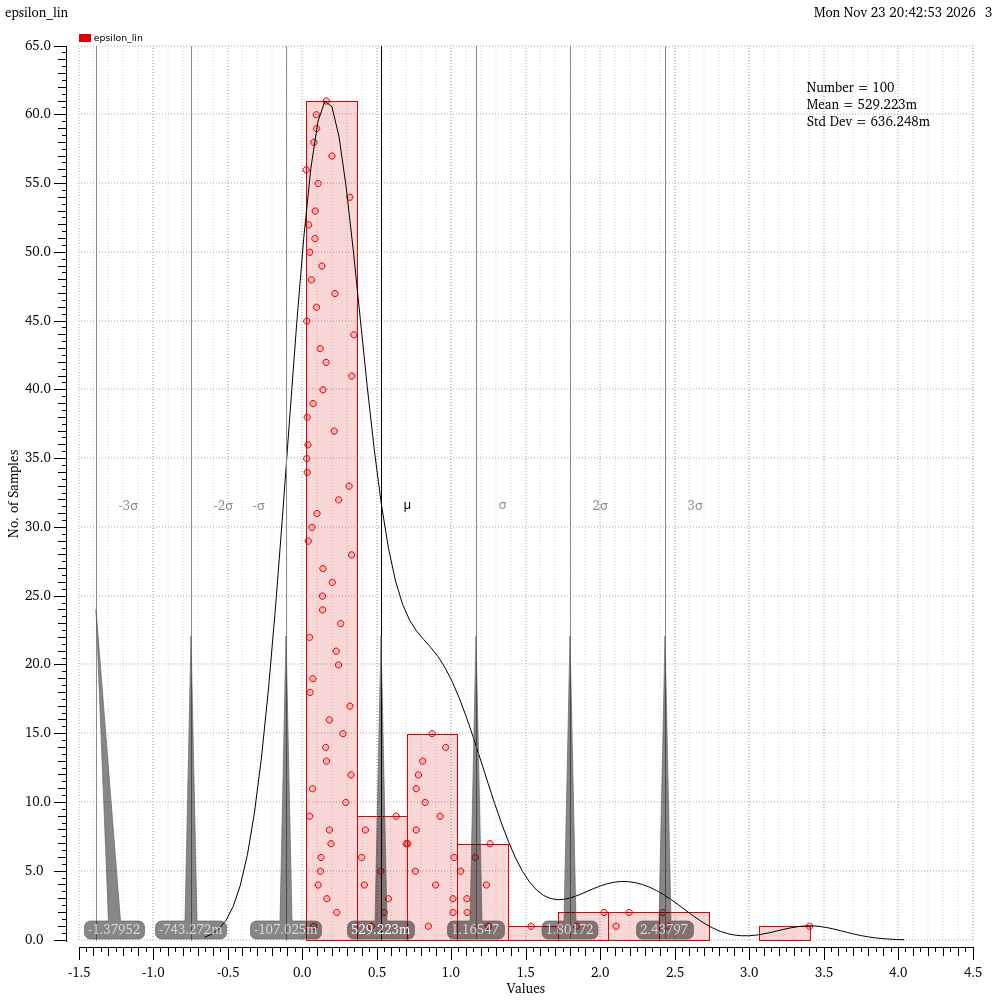 epsilon_lin
Mon Nov 23 20:42:53 2026 3
epsilon_lin
Number = 100
Mean = 529.223m
Std Dev = 636.248m
No. of Samples
65.0
60.0
55.0
50.0
45.0
40.0
35.0
30.0
25.0
20.0
15.0
10.0
5.0
0.0
-3σ -2σ -σ μ σ 2σ 3σ
-1.37952 -743.272m -107.025m 529.223m 1.16547 1.80172 2.43797
-1.5 -1.0 -0.5 0.0 0.5 1.0 1.5 2.0 2.5 3.0 3.5 4.0 4.5
Values